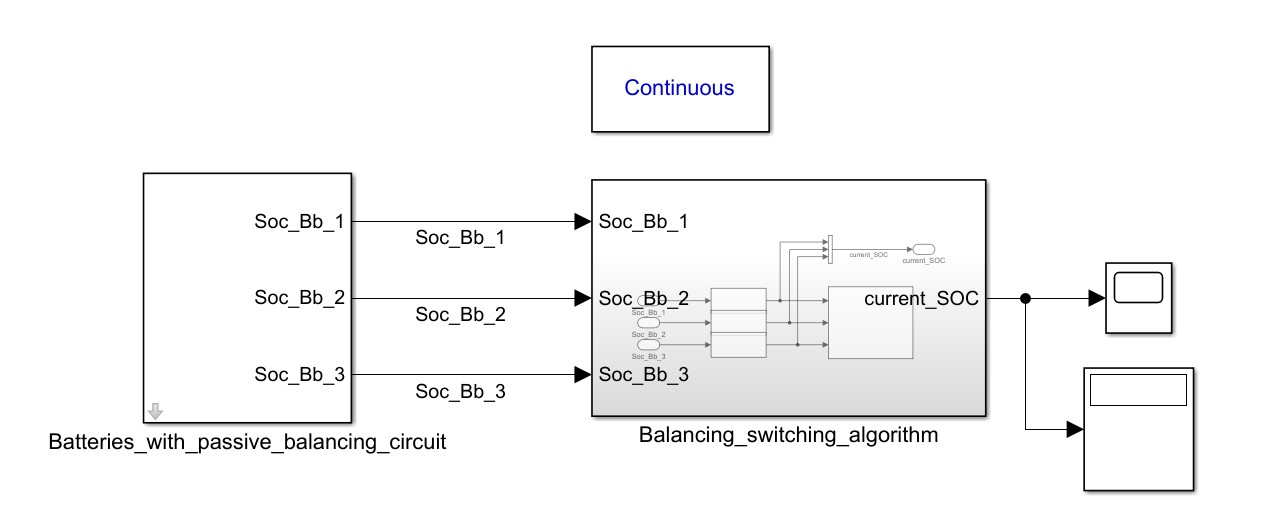 Continuous
Soc_Bb_1
Soc_Bb_1
Soc_Bb_1
current_SOC
current_SOC
Soc_Bb_2
Soc_Bb_2
Soc_Bb_2
current_SOC
Soc_Bb_1
Soc_Bb_2
Soc_Bb_3
Soc_Bb_3
Soc_Bb_3
Soc_Bb_3
Batteries_with_passive_balancing_circuit
Balancing_switching_algorithm